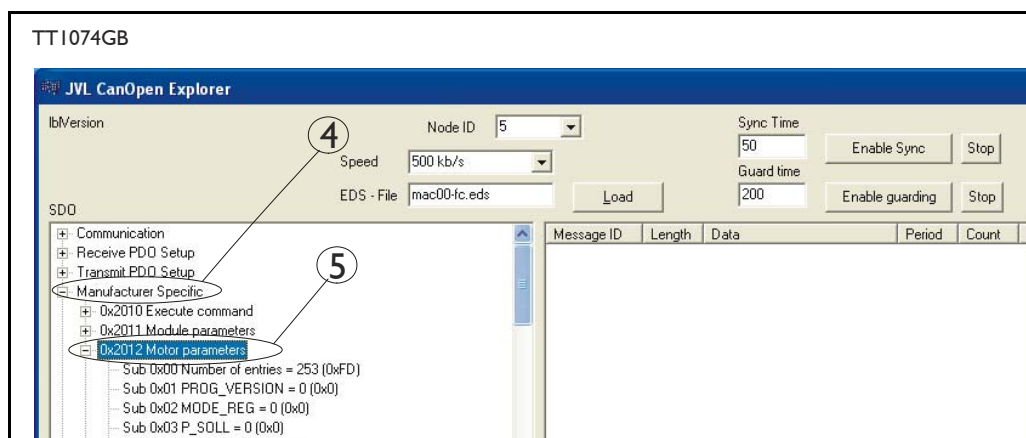 TT1074GB
JVL CanOpen Explorer
lblVersion
4
Node ID 5
Sync Time
50
Enable Sync Stop
Speed 500 kb/s
Guard time
EDS - File mac00-fc.eds Load
200
Enable guarding Stop
SDO
Communication
Receive PDO Setup
Transmit PDO Setup
Manufacturer Specific
5
0x2010 Execute command
0x2011 Module parameters
0x2012 Motor parameters
Sub 0x00 Number of entries = 253 (0xFD)
Sub 0x01 PROG_VERSION = 0 (0x0)
Sub 0x02 MODE_REG = 0 (0x0)
Sub 0x03 P_SOLL = 0 (0x0)
Message ID Length Data Period Count